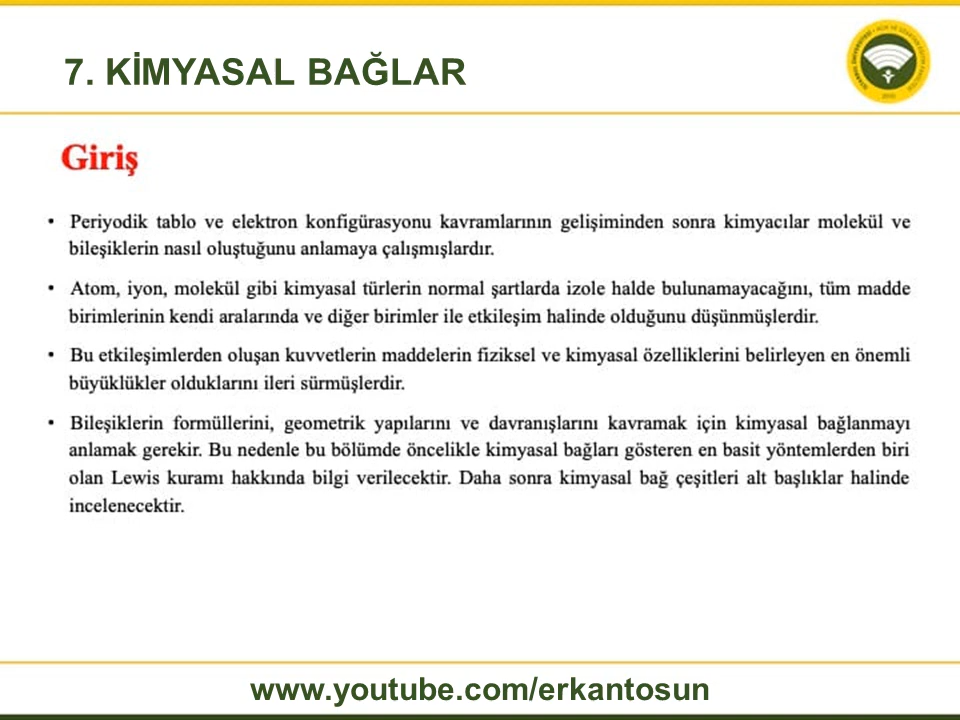 7. KİMYASAL BAĞLAR
Giriş
• Periyodik tablo ve elektron konfigürasyonu kavramlarının gelişiminden sonra kimyacılar molekül ve
bileşiklerin nasıl oluştuğunu anlamaya çalışmışlardır.
• Atom, iyon, molekül gibi kimyasal türlerin normal şartlarda izole halde bulunamayacağını, tüm madde
birimlerinin kendi aralarında ve diğer birimler ile etkileşim halinde olduğunu düşünmüşlerdir.
• Bu etkileşimlerden oluşan kuvvetlerin maddelerin fiziksel ve kimyasal özelliklerini belirleyen en önemli
büyüklükler olduklarını ileri sürmüşlerdir.
• Bileşiklerin formüllerini, geometrik yapılarını ve davranışlarını kavramak için kimyasal bağlanmayı
anlamak gerekir. Bu nedenle bu bölümde öncelikle kimyasal bağları gösteren en basit yöntemlerden biri
olan Lewis kuramı hakkında bilgi verilecektir. Daha sonra kimyasal bağ çeşitleri alt başlıklar halinde
incelenecektir.
www.youtube.com/erkantosun